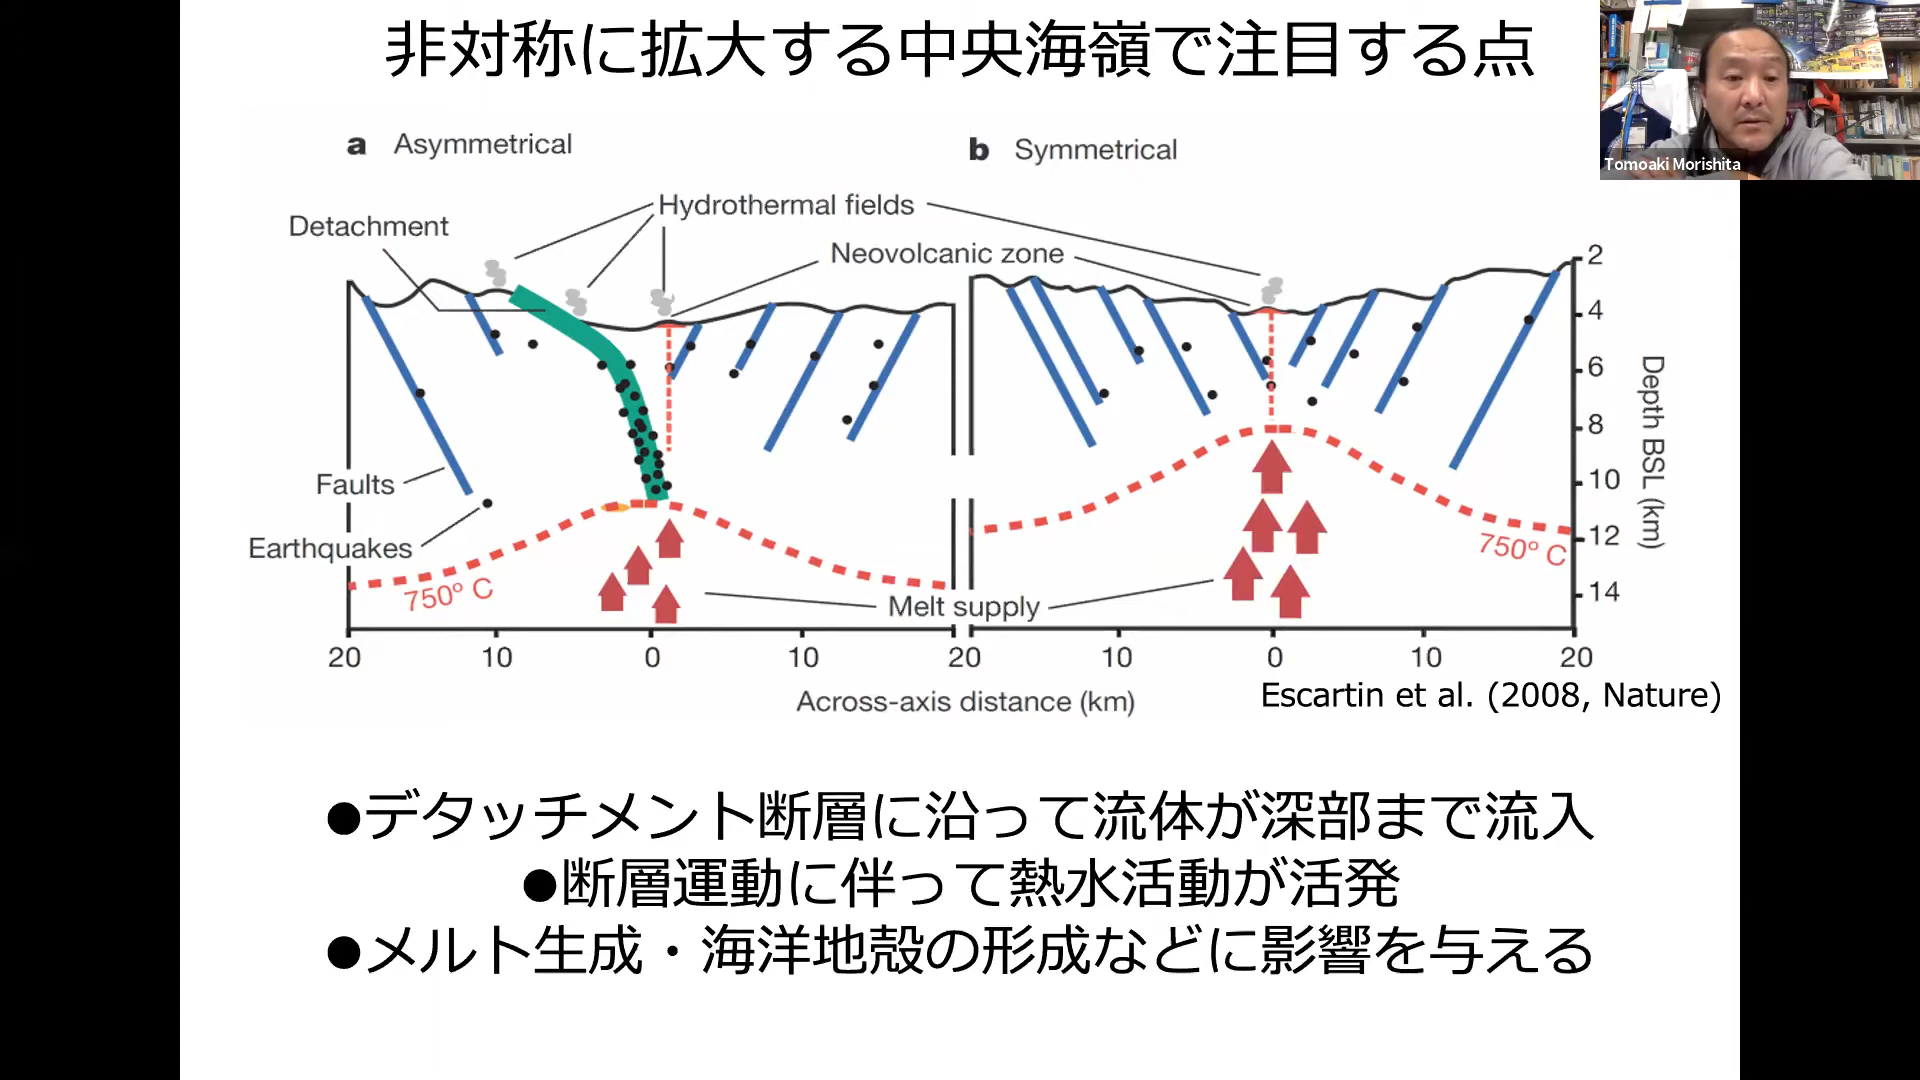 非対称に拡大する中央海嶺で注目する点
Tomoaki Morishita
a Asymmetrical
b Symmetrical
Hydrothermal fields
Detachment
Neovolcanic zone
Faults
Earthquakes
750º C
Melt supply
750º C
2
4
6
8
10
12
14
Depth BSL (km)
20 10 0 10 20 10 0 10 20
Across-axis distance (km)
Escartin et al. (2008, Nature)
●デタッチメント断層に沿って流体が深部まで流入
●断層運動に伴って熱水活動が活発
●メルト生成・海洋地殻の形成などに影響を与える